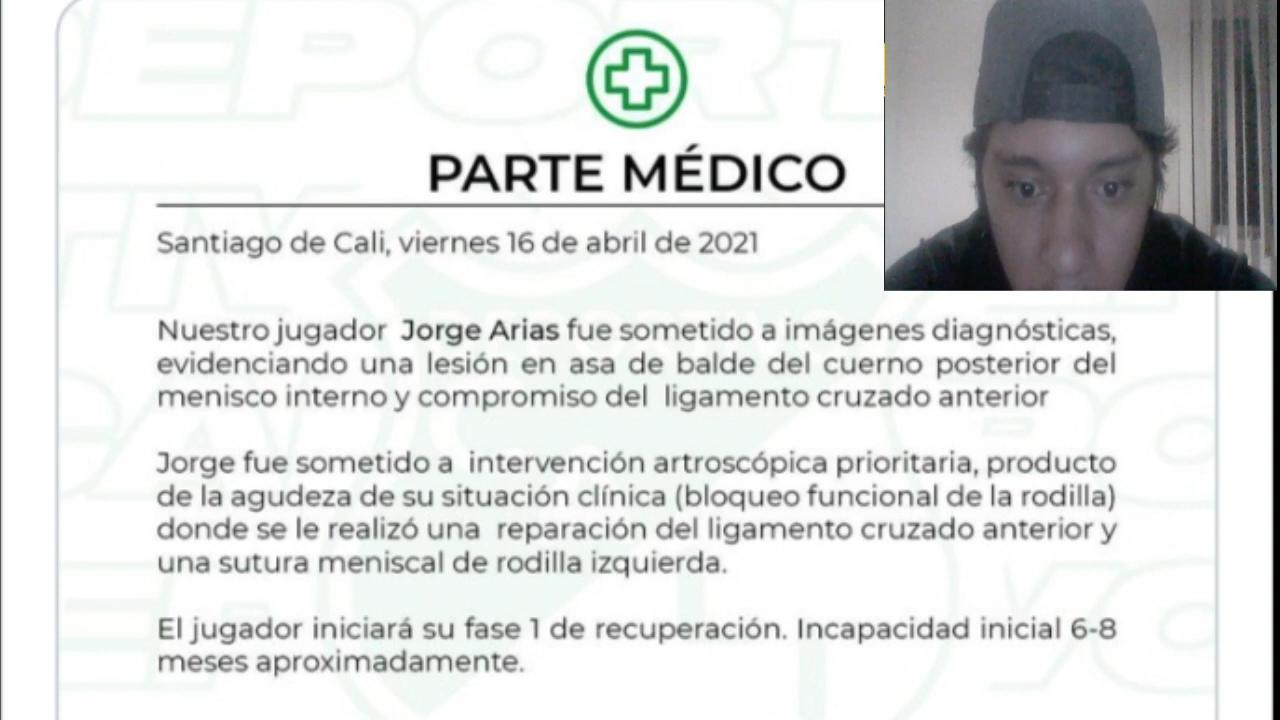 PARTE MÉDICO
Santiago de Cali, viernes 16 de abril de 2021
Nuestro jugador Jorge Arias fue sometido a imágenes diagnósticas,
evidenciando una lesión en asa de balde del cuerno posterior del
menisco interno y compromiso del ligamento cruzado anterior
Jorge fue sometido a intervención artroscópica prioritaria, producto
de la agudeza de su situación clínica (bloqueo funcional de la rodilla)
donde se le realizó una reparación del ligamento cruzado anterior y
una sutura meniscal de rodilla izquierda.
El jugador iniciará su fase 1 de recuperación. Incapacidad inicial 6-8
meses aproximadamente.